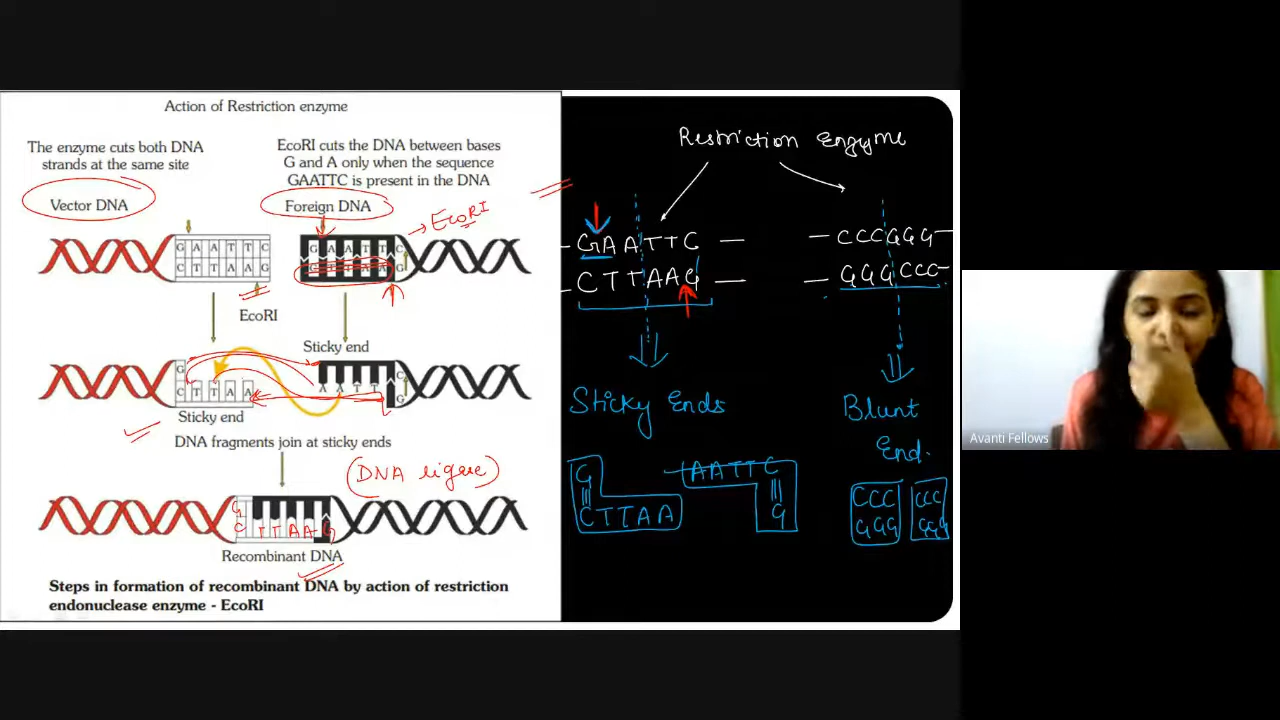 Action of Restriction enzyme
The enzyme cuts both DNA
strands at the same site
Vector DNA
EcoRI cuts the DNA between bases
G and A only when the sequence
GAATTC is present in the DNA
Foreign DNA
→ EcoRI
G A A T T C
C T T A A G
G A A T T C
C T T A A G
EcoRI
Sticky end
G
C T T A A
A A T T C
G
Sticky end
DNA fragments join at sticky ends
(DNA ligase)
G
C T T A A G
Recombinant DNA
Steps in formation of recombinant DNA by action of restriction
endonuclease enzyme - EcoRI
Restriction Enzyme
— GAATTC —
— CTTAAG —
Sticky Ends
G
CTTAA
AATTC
G
— CCCGGG —
— GGGCCC —
Blunt
End.
CCC CCC
GGG GGG
Avanti Fellows